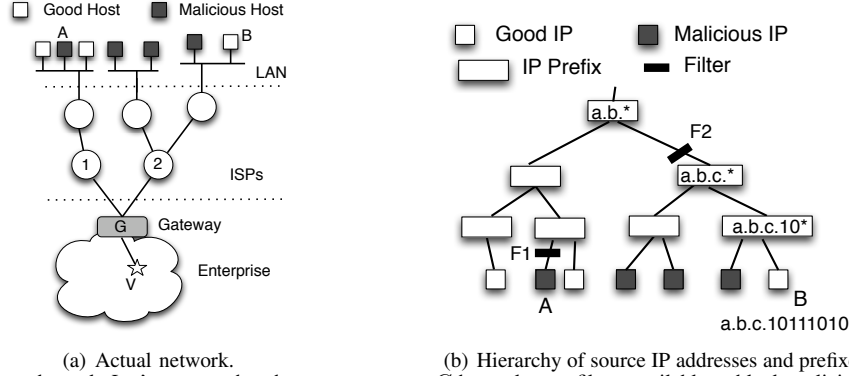 Good Host
Malicious Host
A
B
LAN
1
2
ISPs
G
Gateway
V
Enterprise
(a) Actual network.
Good IP
Malicious IP
IP Prefix
Filter
a.b.*
F2
a.b.c.*
a.b.c.10*
F1
A
B
a.b.c.10111010
(b) Hierarchy of source IP addresses and prefixe